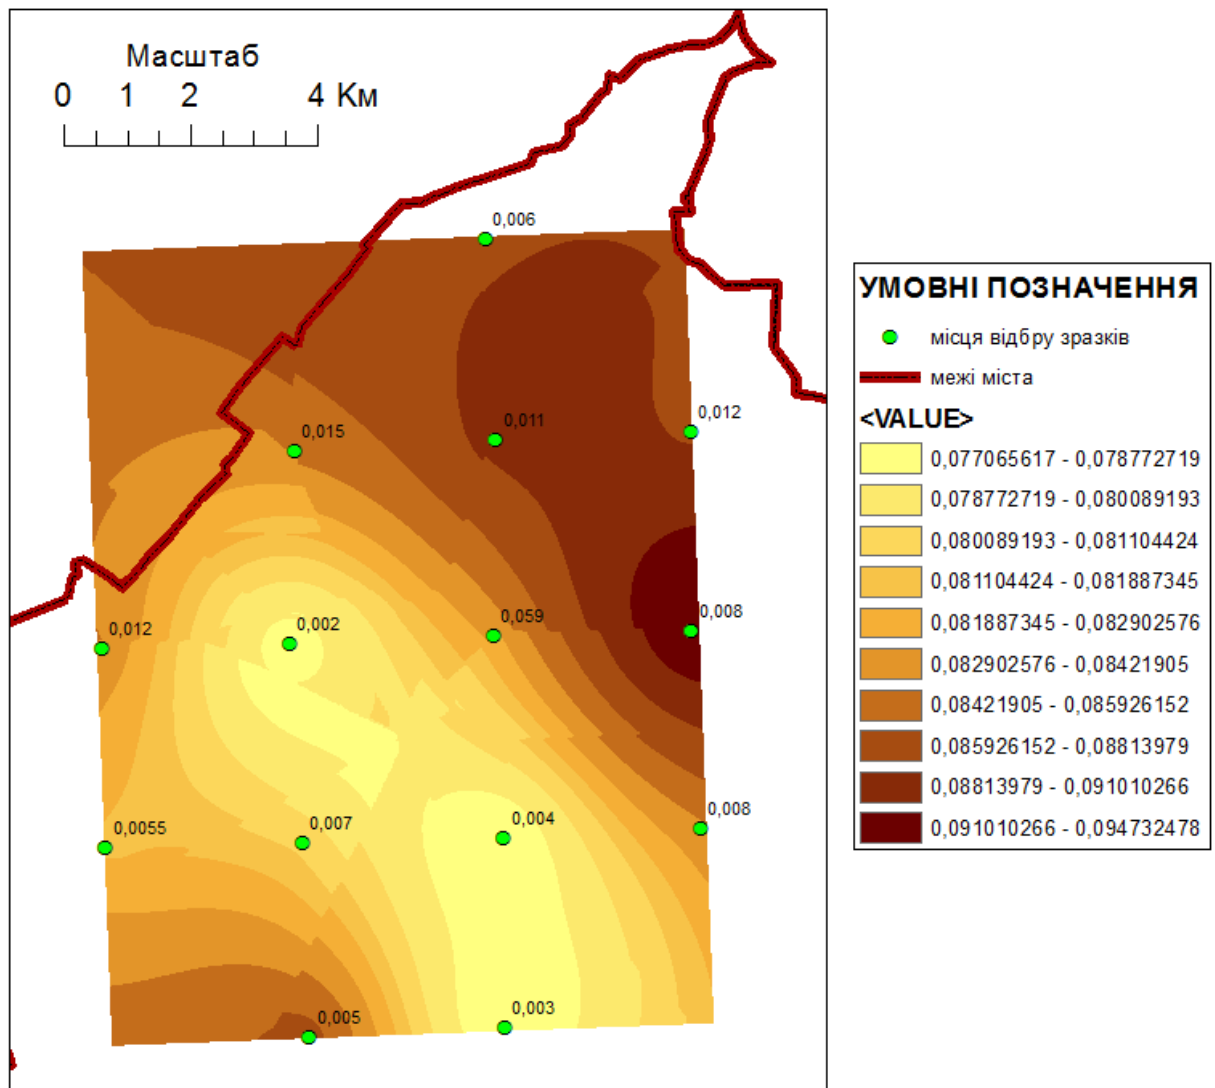 Масштаб
0 1 2 4 Км
0,006
0,012
0,011
0,015
0,008
0,059
0,002
0,012
0,008
0,004
0,007
0,0055
0,003
0,005
УМОВНІ ПОЗНАЧЕННЯ
місця відбру зразків
межі міста
<VALUE>
0,077065617 - 0,078772719
0,078772719 - 0,080089193
0,080089193 - 0,081104424
0,081104424 - 0,081887345
0,081887345 - 0,082902576
0,082902576 - 0,08421905
0,08421905 - 0,085926152
0,085926152 - 0,08813979
0,08813979 - 0,091010266
0,091010266 - 0,094732478